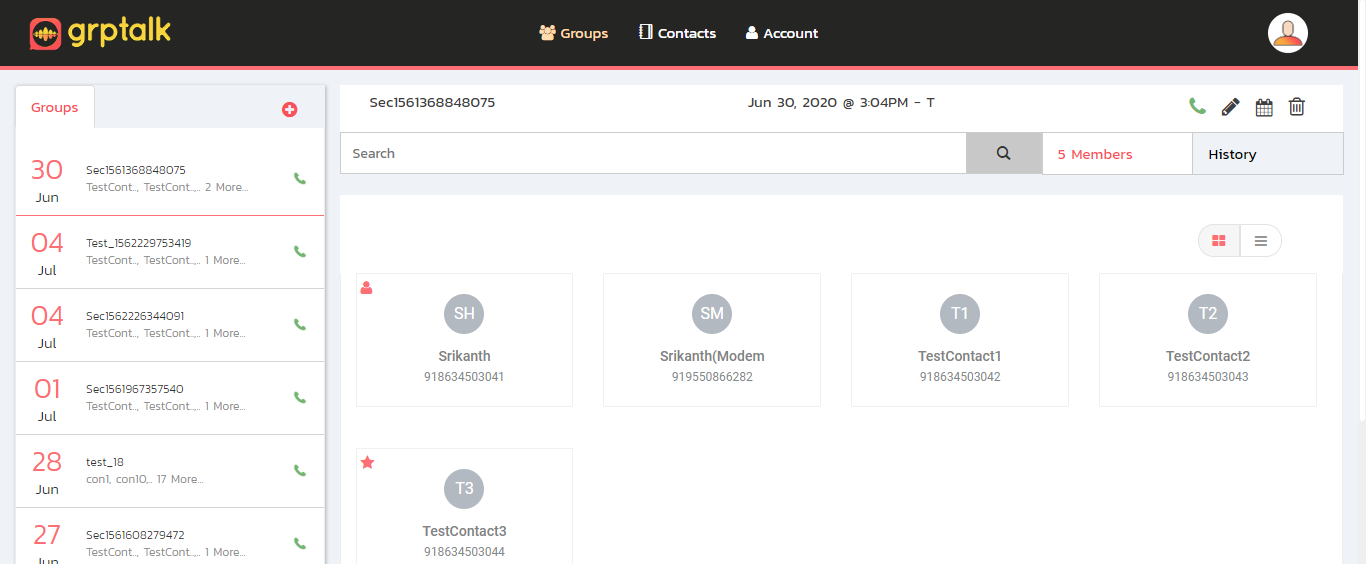 grptalk
Groups
Contacts
Account
Groups
30
Jun
Sec1561368848075
TestCont.., TestCont..,.. 2 More...
04
Jul
Test_1562229753419
TestCont.., TestCont..,.. 1 More...
04
Jul
Sec1562226344091
TestCont.., TestCont..,.. 1 More...
01
Jul
Sec1561967357540
TestCont.., TestCont..,.. 1 More...
28
Jun
test_18
con1, con10,.. 17 More...
27
Jun
Sec1561608279472
TestCont.., TestCont..,.. 1 More...
Sec1561368848075
Jun 30, 2020 @ 3:04PM - T
Search
5 Members
History
SH
Srikanth
918634503041
SM
Srikanth(Modem
919550866282
T1
TestContact1
918634503042
T2
TestContact2
918634503043
T3
TestContact3
918634503044